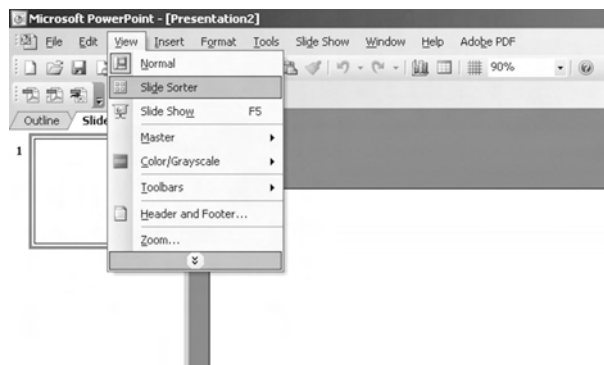 Microsoft PowerPoint - [Presentation2]
File Edit View Insert Format Tools Slide Show Window Help Adobe PDF
Normal
90%
Slide Sorter
Slide Show F5
Outline Slide
1
Master
Color/Grayscale
Toolbars
Header and Footer...
Zoom...